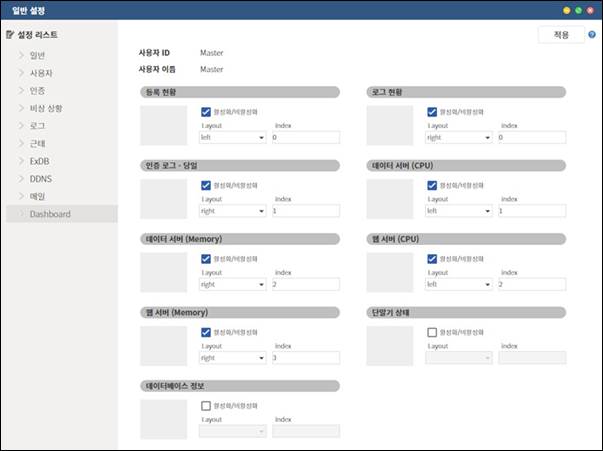 일반 설정
설정 리스트
적용
일반
사용자
인증
비상 상황
로그
근태
ExDB
DDNS
메일
Dashboard
사용자 ID Master
사용자 이름 Master
등록 현황
활성화/비활성화
Layout Index
left 0
로그 현황
활성화/비활성화
Layout Index
right 0
인증 로그 - 당일
활성화/비활성화
Layout Index
right 1
데이터 서버 (CPU)
활성화/비활성화
Layout Index
left 1
데이터 서버 (Memory)
활성화/비활성화
Layout Index
right 2
웹 서버 (CPU)
활성화/비활성화
Layout Index
left 2
웹 서버 (Memory)
활성화/비활성화
Layout Index
right 3
단말기 상태
활성화/비활성화
Layout Index
데이터베이스 정보
활성화/비활성화
Layout Index